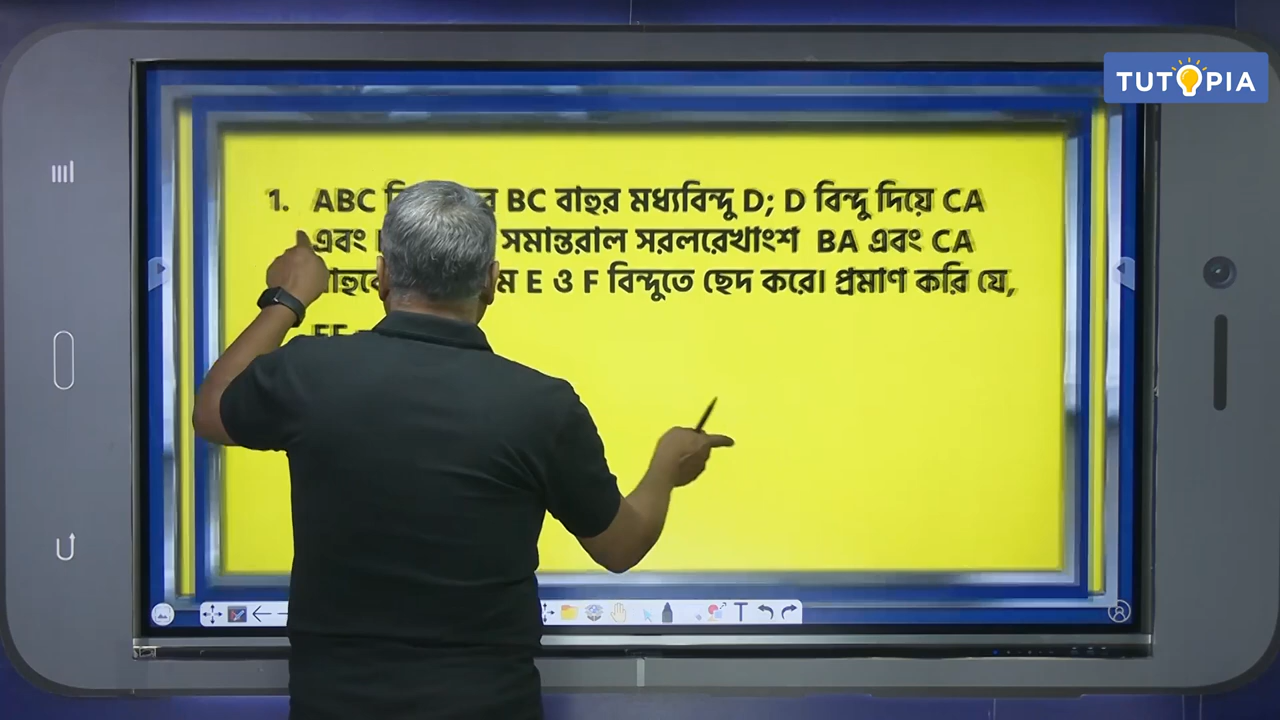 TUTOPIA
1. ABC BC বাহুর মধ্যবিন্দু D; D বিন্দু দিয়ে CA
এবং সমান্তরাল সরলরেখাংশ BA এবং CA
E ও F বিন্দুতে ছেদ করে। প্রমাণ করি যে,